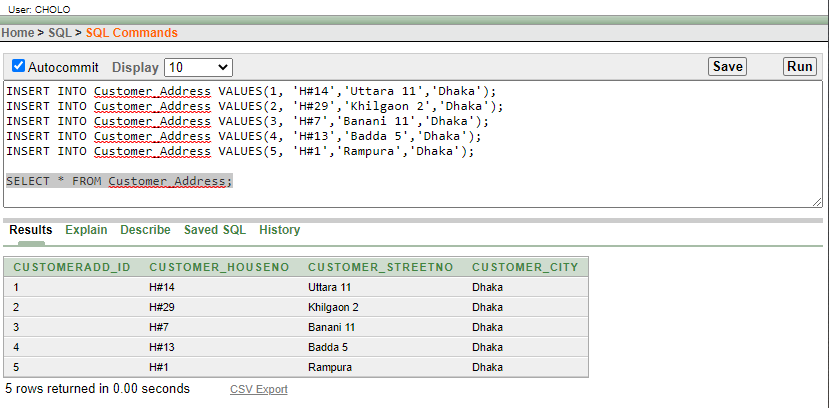 User: CHOLO
Home > SQL > SQL Commands
Autocommit Display 10 Save Run
INSERT INTO Customer_Address VALUES(1, 'H#14','Uttara 11','Dhaka');
INSERT INTO Customer_Address VALUES(2, 'H#29','Khilgaon 2','Dhaka');
INSERT INTO Customer_Address VALUES(3, 'H#7','Banani 11','Dhaka');
INSERT INTO Customer_Address VALUES(4, 'H#13','Badda 5','Dhaka');
INSERT INTO Customer_Address VALUES(5, 'H#1','Rampura','Dhaka');
SELECT * FROM Customer_Address;
Results Explain Describe Saved SQL History
CUSTOMERADD_ID CUSTOMER_HOUSENO CUSTOMER_STREETNO CUSTOMER_CITY
1 H#14 Uttara 11 Dhaka
2 H#29 Khilgaon 2 Dhaka
3 H#7 Banani 11 Dhaka
4 H#13 Badda 5 Dhaka
5 H#1 Rampura Dhaka
5 rows returned in 0.00 seconds CSV Export